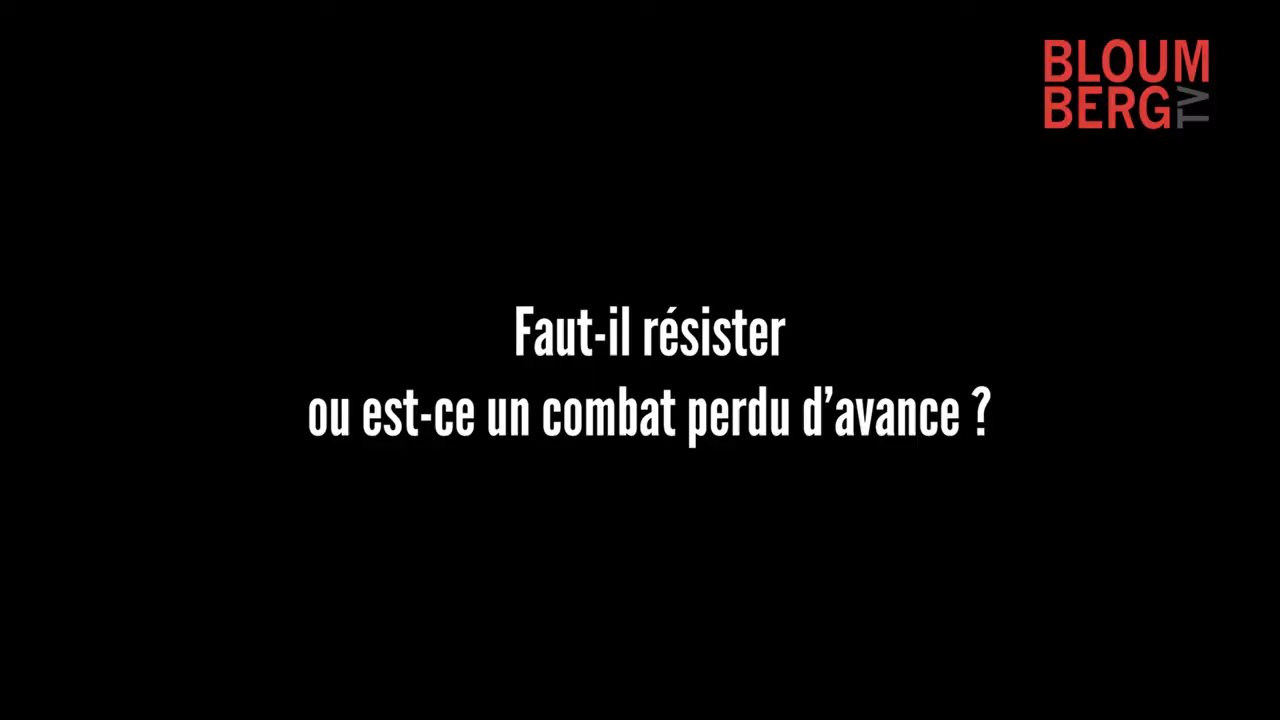 BLOUM
BERG TV
Faut-il résister
ou est-ce un combat perdu d’avance ?